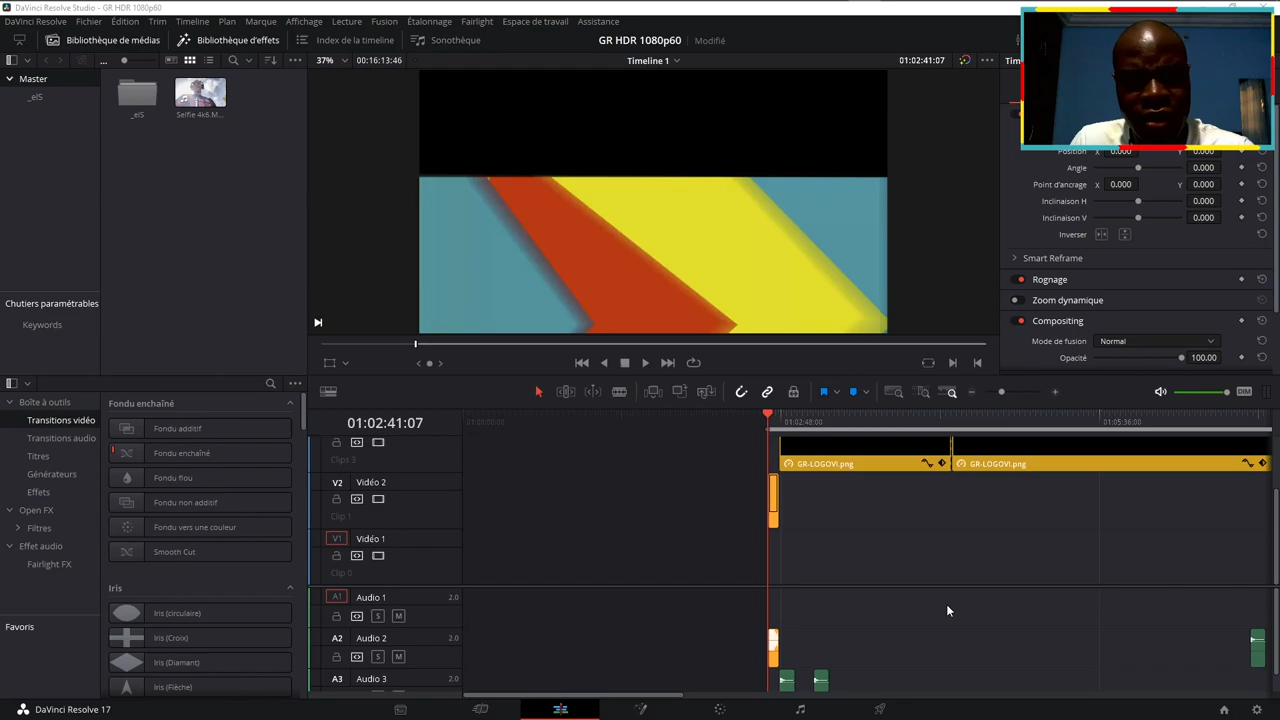 DaVinci Resolve Studio - GR HDR 1080p60
DaVinci Resolve Fichier Édition Trim Timeline Plan Marque Affichage Lecture Fusion Étalonnage Fairlight Espace de travail Assistance
Bibliothèque de médias Bibliothèque d'effets Index de la timeline Sonothèque GR HDR 1080p60 Modifié
37% 00:16:13:46 Timeline 1 01:02:41:07
Master
_elS
_elS
Selfie 4k6.M...
Chutiers paramétrables
Keywords
Position X 0.000 Y 0.000
Angle 0.000
Point d'ancrage X 0.000 Y 0.000
Inclinaison H 0.000
Inclinaison V 0.000
Inverser
Smart Reframe
Rognage
Zoom dynamique
Compositing
Mode de fusion Normal
Opacité 100.00
Boîte à outils
Transitions vidéo
Transitions audio
Titres
Générateurs
Effets
Open FX
Filtres
Effet audio
Fairlight FX
Favoris
Fondu enchaîné
Fondu additif
Fondu enchaîné
Fondu flou
Fondu non additif
Fondu vers une couleur
Smooth Cut
Iris
Iris (circulaire)
Iris (Croix)
Iris (Diamant)
Iris (Flèche)
DIM
01:02:41:07
01:00:00:00 01:02:48:00 01:05:36:00
Clips 3
GR-LOGOVI.png GR-LOGOVI.png
V2 Vidéo 2
Clip 1
V1 Vidéo 1
Clip 0
A1 Audio 1 2.0
S M
A2 Audio 2 2.0
S M
A3 Audio 3 2.0
DaVinci Resolve 17